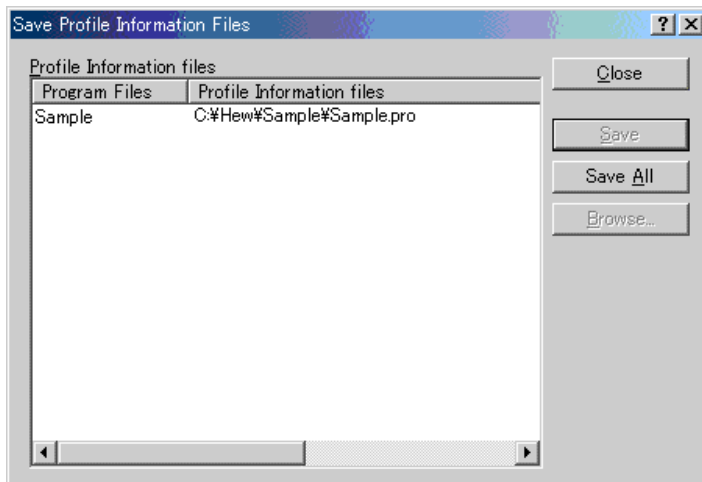 Save Profile Information Files
Profile Information files
Close
Program Files Profile Information files
Sample C:¥Hew¥Sample¥Sample.pro
Save
Save All
Browse...